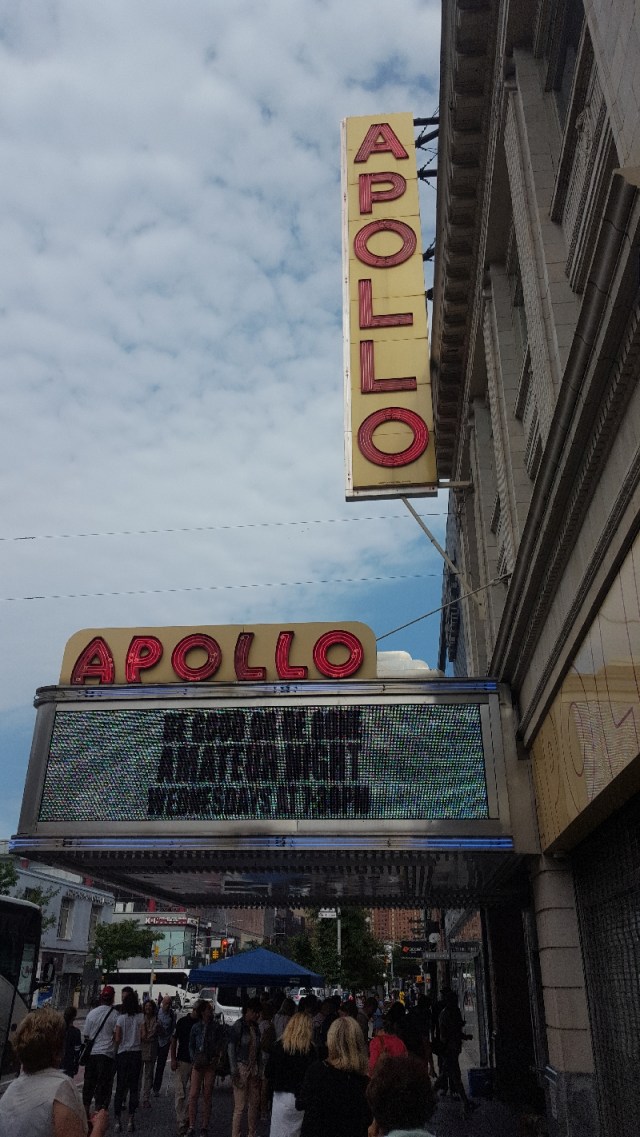 APOLLO
APOLLO
BE GOOD OR BE GONE
AMATEUR NIGHT
WEDNESDAYS AT 7:30PM